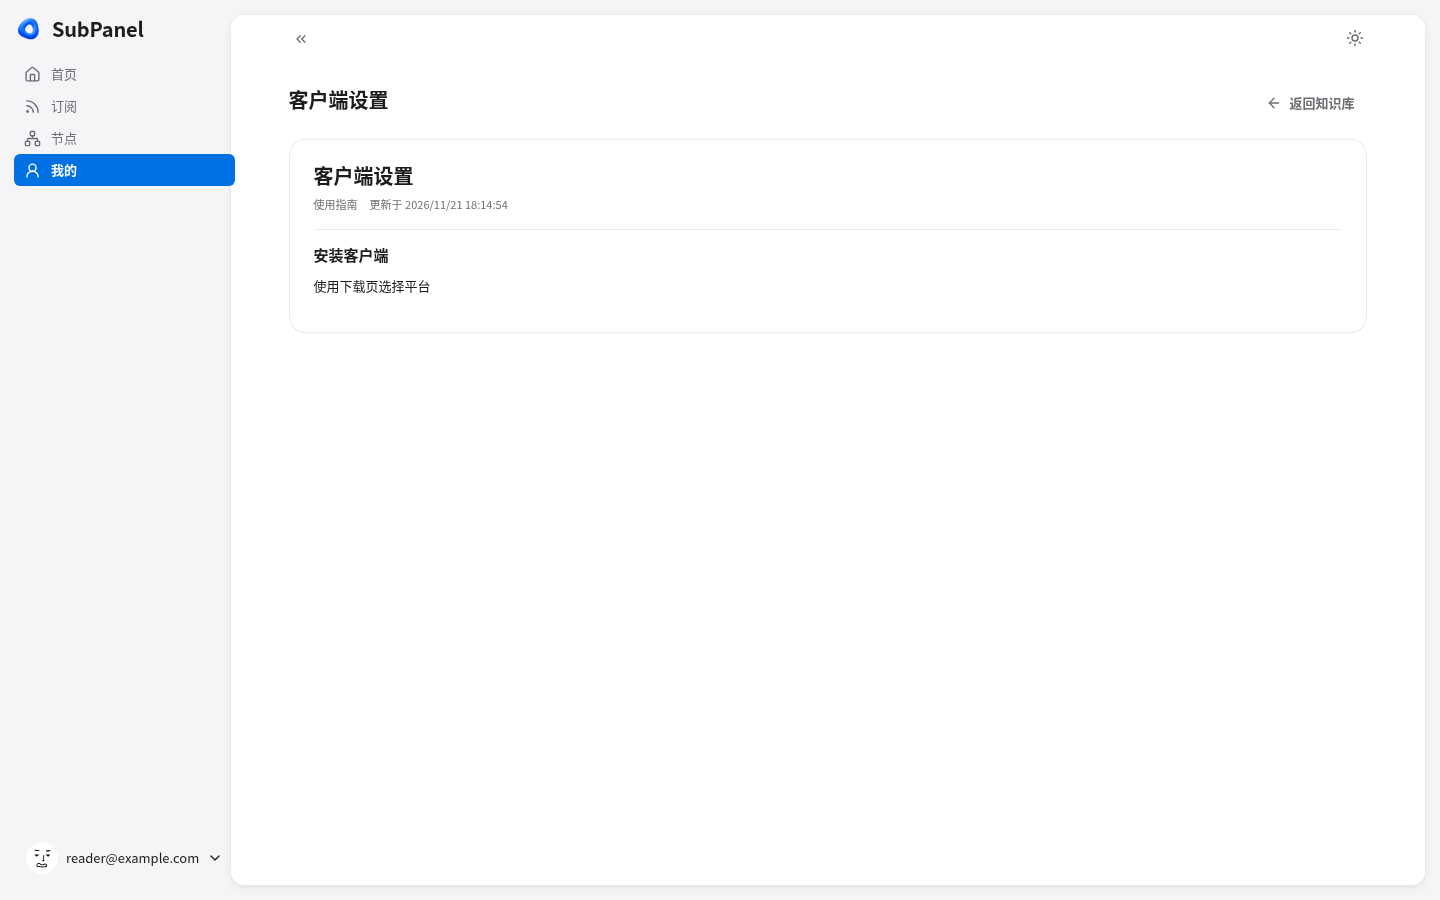 SubPanel
首页
订阅
节点
我的
客户端设置
返回知识库
客户端设置
使用指南 更新于 2026/11/21 18:14:54
安装客户端
使用下载页选择平台
reader@example.com